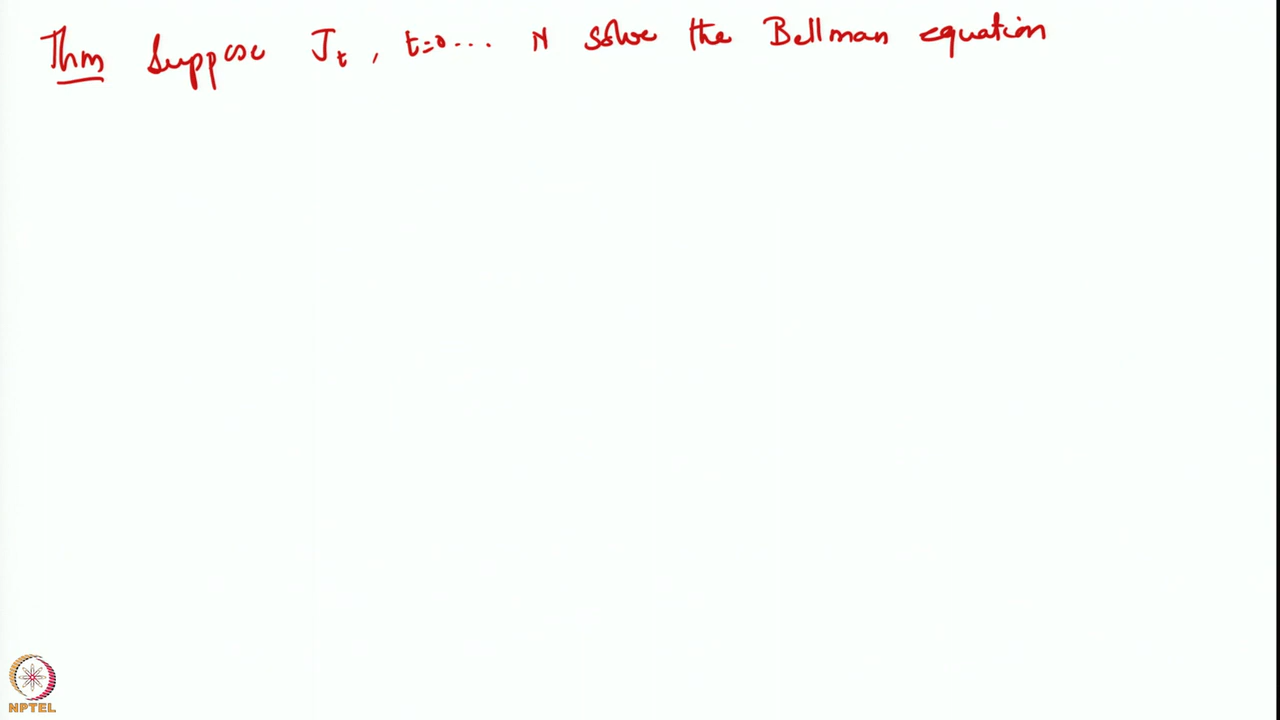 Thm Suppose J_t, t=0... N solve the Bellman equation
NPTEL